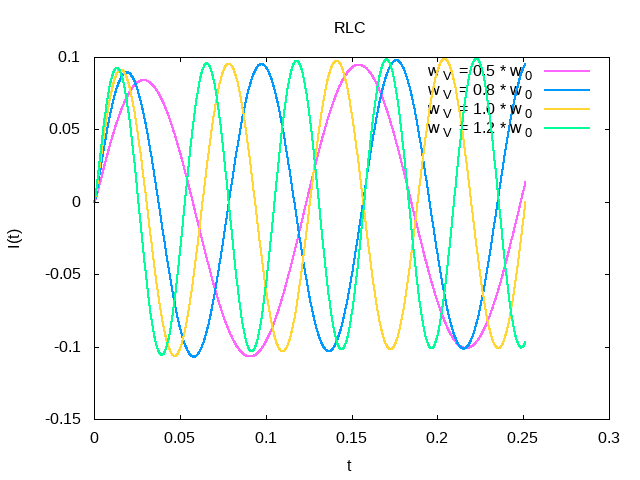 RLC
0.1
0.05
0
-0.05
-0.1
-0.15
0
0.05
0.1
0.15
0.2
0.25
0.3
I(t)
t
w_V = 0.5 * w_0
w_V = 0.8 * w_0
w_V = 1.0 * w_0
w_V = 1.2 * w_0